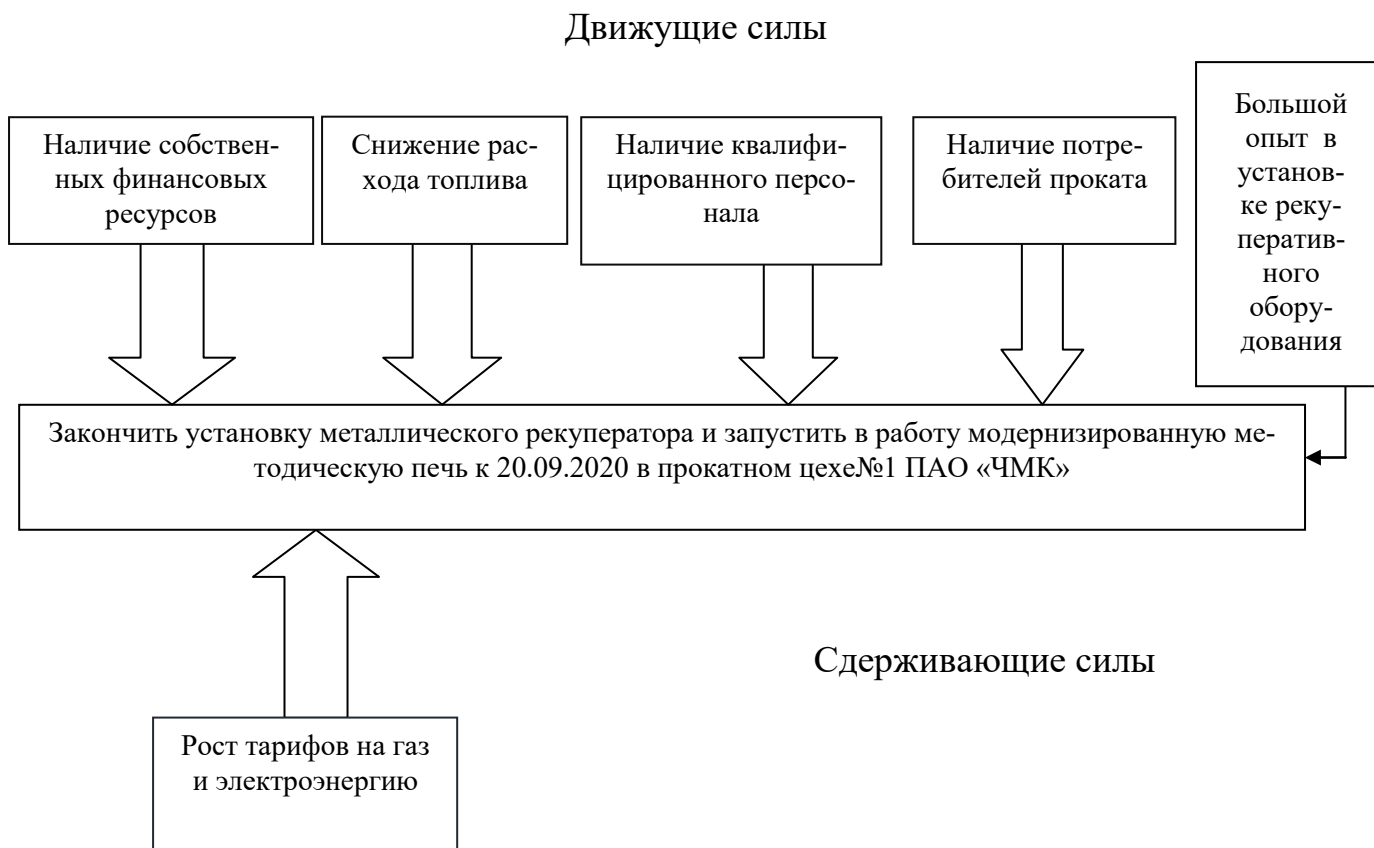 Движущие силы
Наличие собствен-
ных финансовых
ресурсов
Снижение рас-
хода топлива
Наличие квалифи-
цированного персо-
нала
Наличие потре-
бителей проката
Большой
опыт в
установ-
ке реку-
ператив-
ного
обору-
дования
Закончить установку металлического рекуператора и запустить в работу модернизированную ме-
тодическую печь к 20.09.2020 в прокатном цехе№1 ПАО «ЧМК»
Сдерживающие силы
Рост тарифов на газ
и электроэнергию